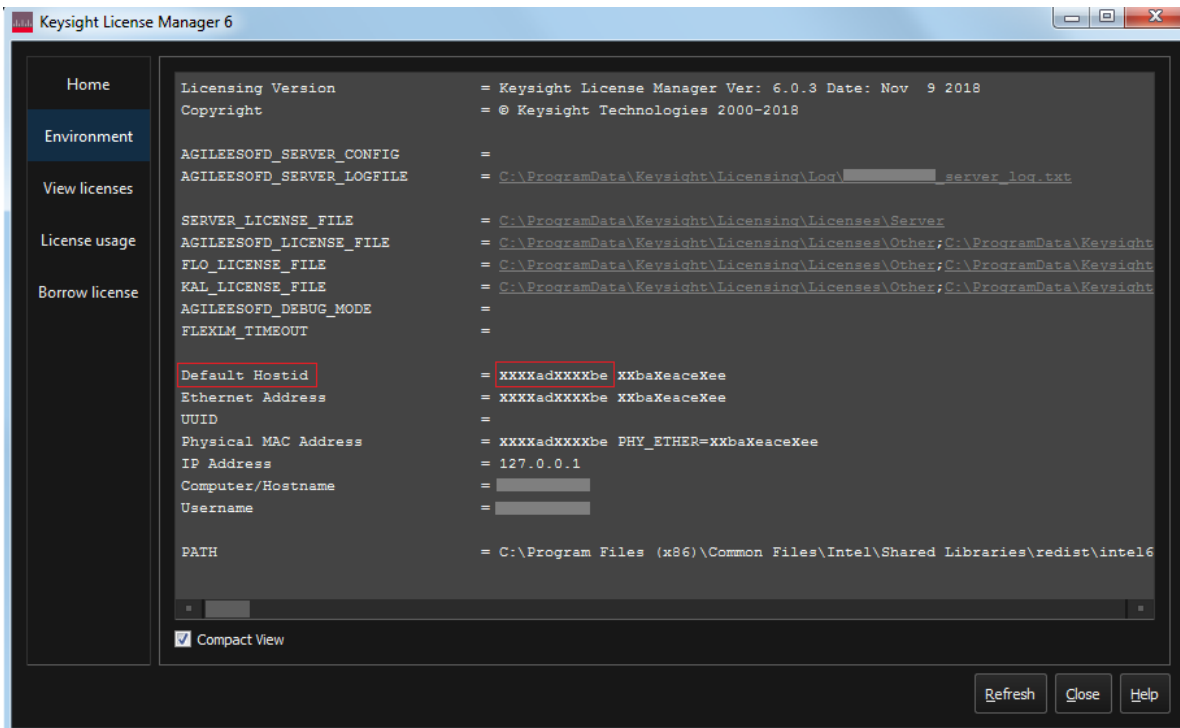 Keysight License Manager 6
Home
Environment
View licenses
License usage
Borrow license
Licensing Version = Keysight License Manager Ver: 6.0.3 Date: Nov 9 2018
Copyright = © Keysight Technologies 2000-2018
AGILEESOFD_SERVER_CONFIG =
AGILEESOFD_SERVER_LOGFILE = C:\ProgramData\Keysight\Licensing\Log\ _server_log.txt
SERVER_LICENSE_FILE = C:\ProgramData\Keysight\Licensing\Licenses\Server
AGILEESOFD_LICENSE_FILE = C:\ProgramData\Keysight\Licensing\Licenses\Other;C:\ProgramData\Keysight
FLO_LICENSE_FILE = C:\ProgramData\Keysight\Licensing\Licenses\Other;C:\ProgramData\Keysight
KAL_LICENSE_FILE = C:\ProgramData\Keysight\Licensing\Licenses\Other;C:\ProgramData\Keysight
AGILEESOFD_DEBUG_MODE =
FLEXLM_TIMEOUT =
Default Hostid = XXXXadXXXXbe XXbaXeaceXee
Ethernet Address = XXXXadXXXXbe XXbaXeaceXee
UUID =
Physical MAC Address = XXXXadXXXXbe PHY_ETHER=XXbaXeaceXee
IP Address = 127.0.0.1
Computer/Hostname =
Username =
PATH = C:\Program Files (x86)\Common Files\Intel\Shared Libraries\redist\intel6
Compact View
Refresh
Close
Help